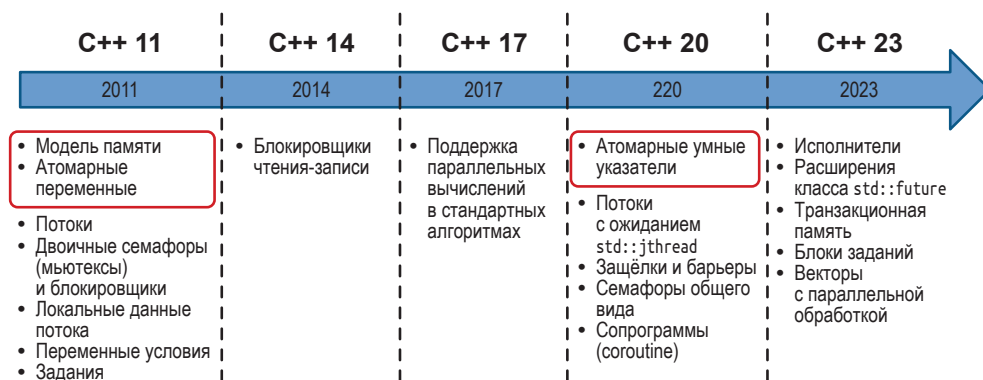 C++ 11
C++ 14
C++ 17
C++ 20
C++ 23
2011
2014
2017
220
2023
• Модель памяти
• Атомарные
переменные
• Потоки
• Двоичные семафоры
(мьютексы)
и блокировщики
• Локальные данные
потока
• Переменные условия
• Задания
• Блокировщики
чтения-записи
• Поддержка
параллельных
вычислений
в стандартных
алгоритмах
• Атомарные умные
указатели
• Потоки
с ожиданием
std::jthread
• Защёлки и барьеры
• Семафоры общего
вида
• Сопрограммы
(coroutine)
• Исполнители
• Расширения
класса std::future
• Транзакционная
память
• Блоки заданий
• Векторы
с параллельной
обработкой